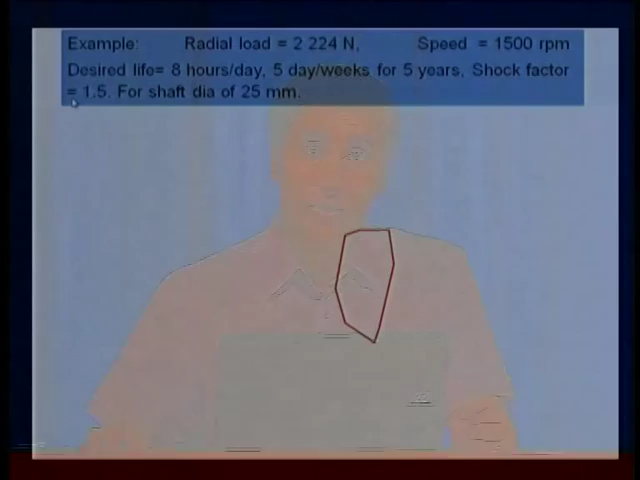 Example: Radial load = 2 224 N, Speed = 1500 rpm
Desired life= 8 hours/day, 5 day/weeks for 5 years, Shock factor
= 1.5. For shaft dia of 25 mm.